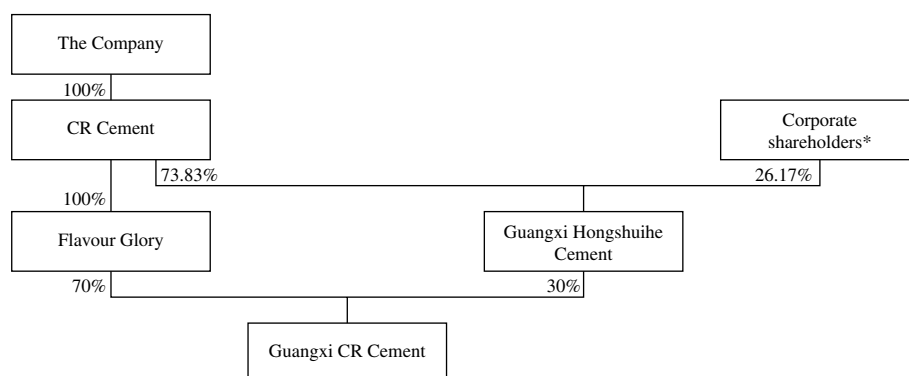 The Company
100%
CR Cement
Corporate
shareholders*
73.83%
26.17%
100%
Flavour Glory
Guangxi Hongshuihe
Cement
70%
30%
Guangxi CR Cement